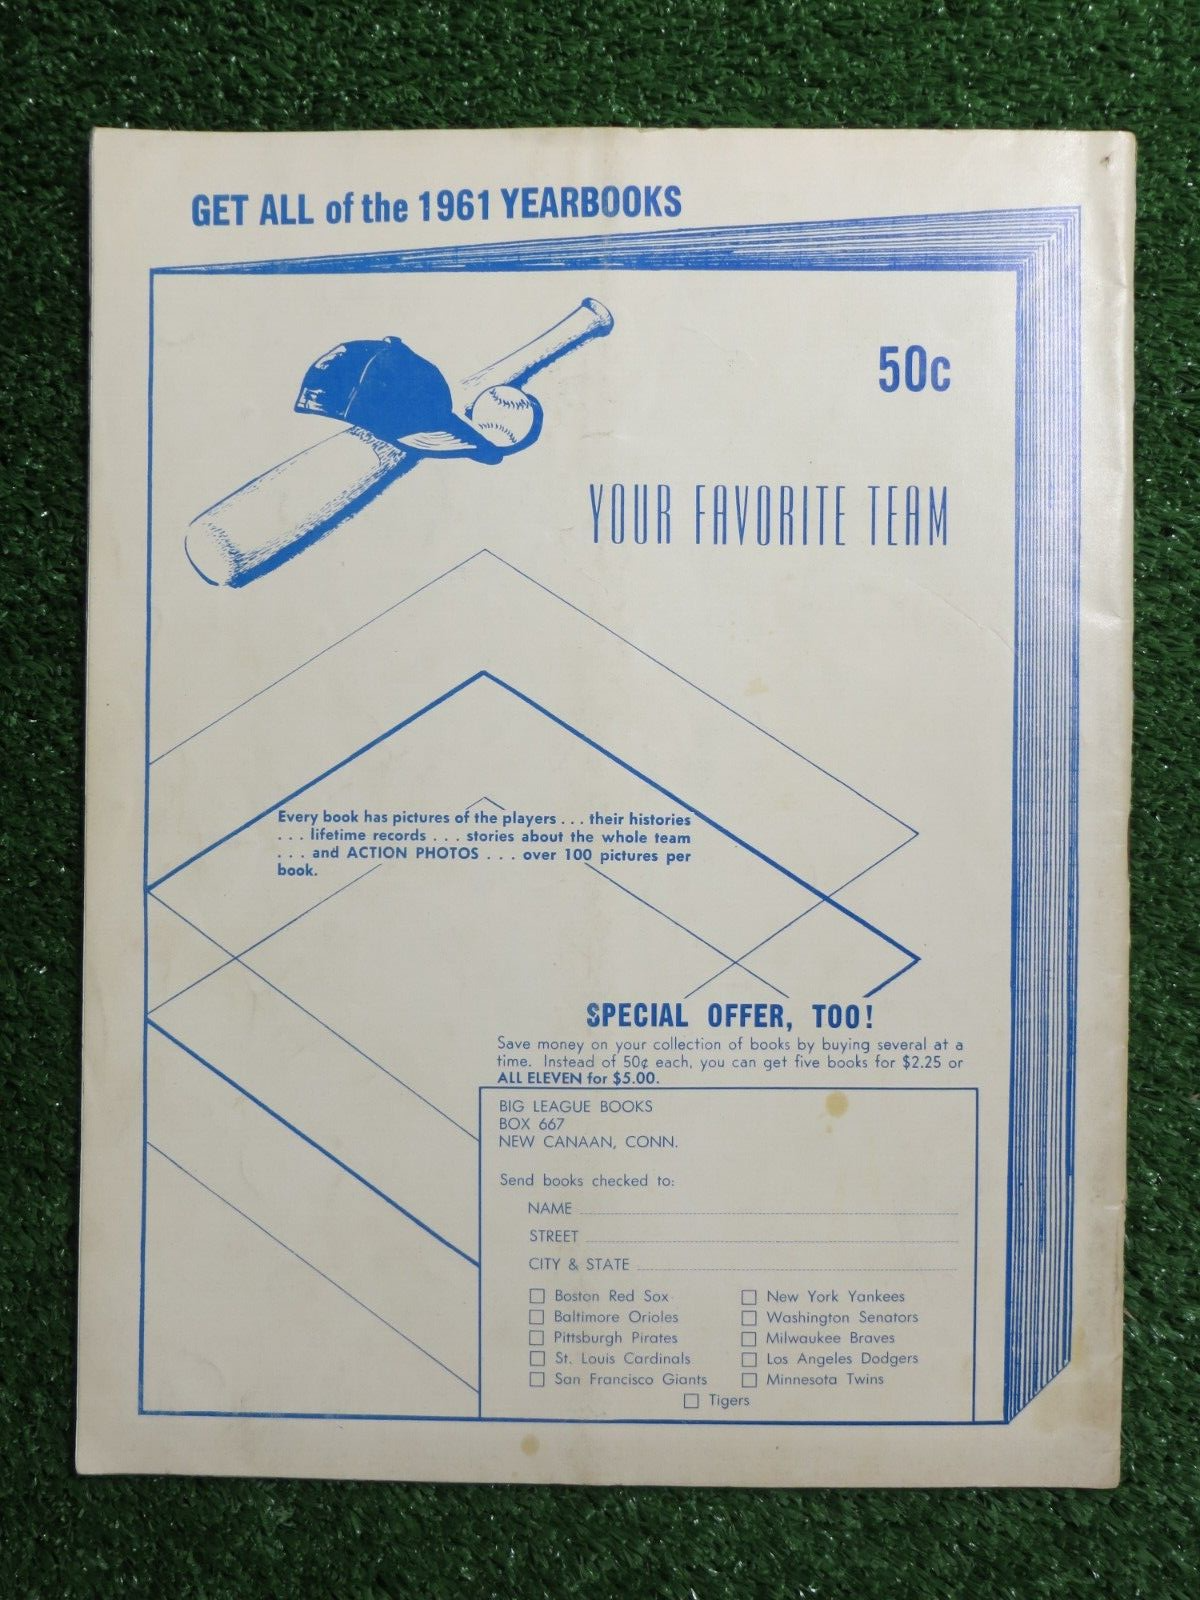 GET ALL of the 1961 YEARBOOKS
50c
YOUR FAVORITE TEAM
Every book has pictures of the players . . . their histories
. . . lifetime records . . . stories about the whole team
. . . and ACTION PHOTOS . . . over 100 pictures per
book.
SPECIAL OFFER, TOO!
Save money on your collection of books by buying several at a
time. Instead of 50¢ each, you can get five books for $2.25 or
ALL ELEVEN for $5.00.
BIG LEAGUE BOOKS
BOX 667
NEW CANAAN, CONN.
Send books checked to:
NAME
STREET
CITY & STATE
Boston Red Sox New York Yankees
Baltimore Orioles Washington Senators
Pittsburgh Pirates Milwaukee Braves
St. Louis Cardinals Los Angeles Dodgers
San Francisco Giants Minnesota Twins
Tigers